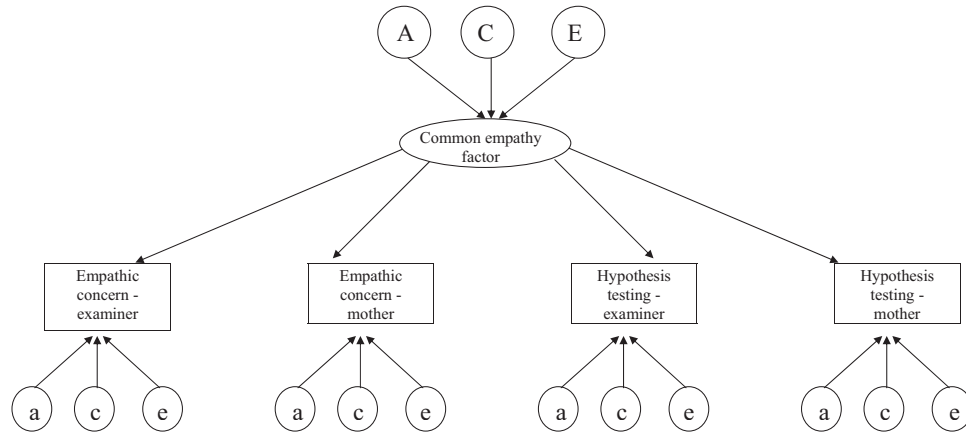 A C E
Common empathy
factor
Empathic
concern -
examiner
Empathic
concern -
mother
Hypothesis
testing -
examiner
Hypothesis
testing -
mother
a c e a c e a c e a c e